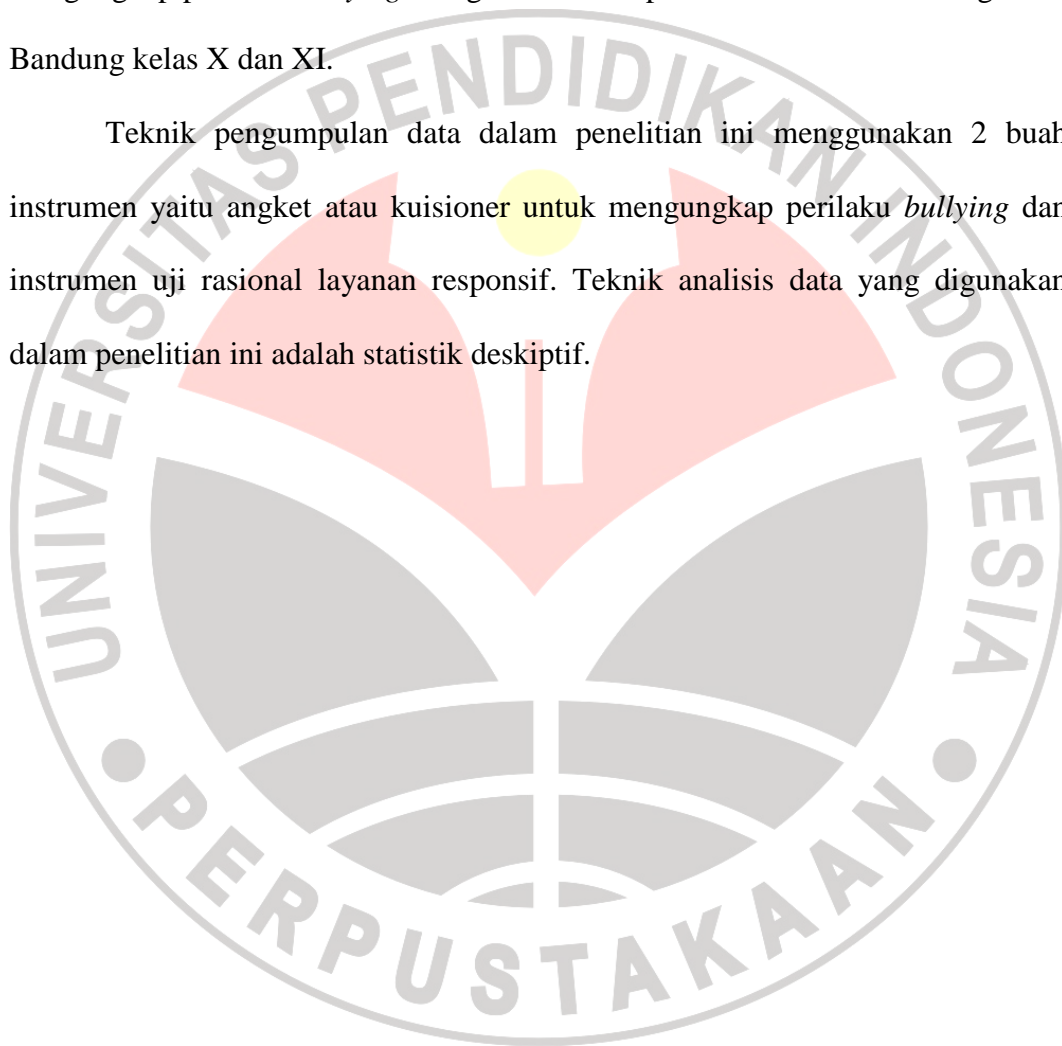 Bandung kelas X dan XI.
Teknik pengumpulan data dalam penelitian ini menggunakan 2 buah
instrumen yaitu angket atau kuisioner untuk mengungkap perilaku bullying dan
instrumen uji rasional layanan responsif. Teknik analisis data yang digunakan
dalam penelitian ini adalah statistik deskiptif.
UNIVERSITAS PENDIDIKAN INDONESIA
PERPUSTAKAAN